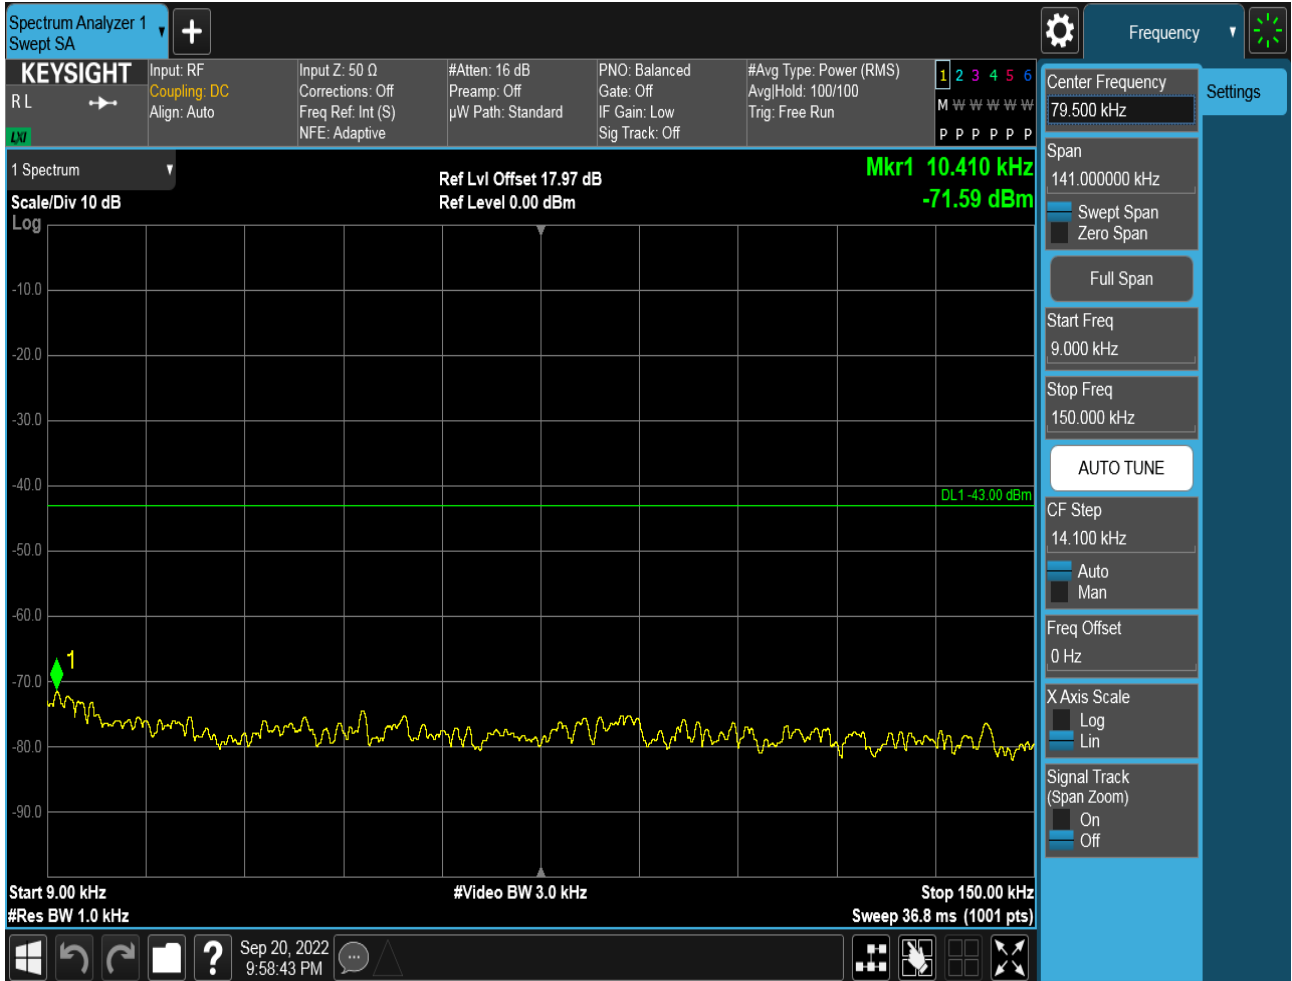 Spectrum Analyzer 1
Swept SA
+
Frequency
KEYSIGHT
R L
LXI
Input: RF
Coupling: DC
Align: Auto
Input Z: 50 Ω
Corrections: Off
Freq Ref: Int (S)
NFE: Adaptive
#Atten: 16 dB
Preamp: Off
µW Path: Standard
PNO: Balanced
Gate: Off
IF Gain: Low
Sig Track: Off
#Avg Type: Power (RMS)
Avg|Hold: 100/100
Trig: Free Run
1 2 3 4 5 6
M W W W W W
P P P P P P
1 Spectrum
Scale/Div 10 dB
Log
Ref Lvl Offset 17.97 dB
Ref Level 0.00 dBm
Mkr1 10.410 kHz
-71.59 dBm
-10.0
-20.0
-30.0
-40.0
DL1 -43.00 dBm
-50.0
-60.0
1
-70.0
-80.0
-90.0
Start 9.00 kHz
#Video BW 3.0 kHz
Stop 150.00 kHz
#Res BW 1.0 kHz
Sweep 36.8 ms (1001 pts)
?
Sep 20, 2022
9:58:43 PM
Center Frequency
79.500 kHz
Settings
Span
141.000000 kHz
Swept Span
Zero Span
Full Span
Start Freq
9.000 kHz
Stop Freq
150.000 kHz
AUTO TUNE
CF Step
14.100 kHz
Auto
Man
Freq Offset
0 Hz
X Axis Scale
Log
Lin
Signal Track
(Span Zoom)
On
Off